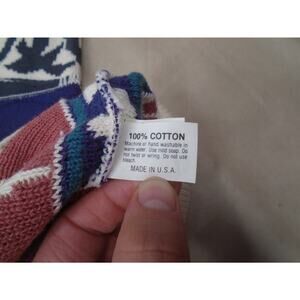 100% COTTON
Machine or hand washable in
warm water. Use mild soap. Do
not twist or wring. Do not use
bleach.
MADE IN U.S.A.